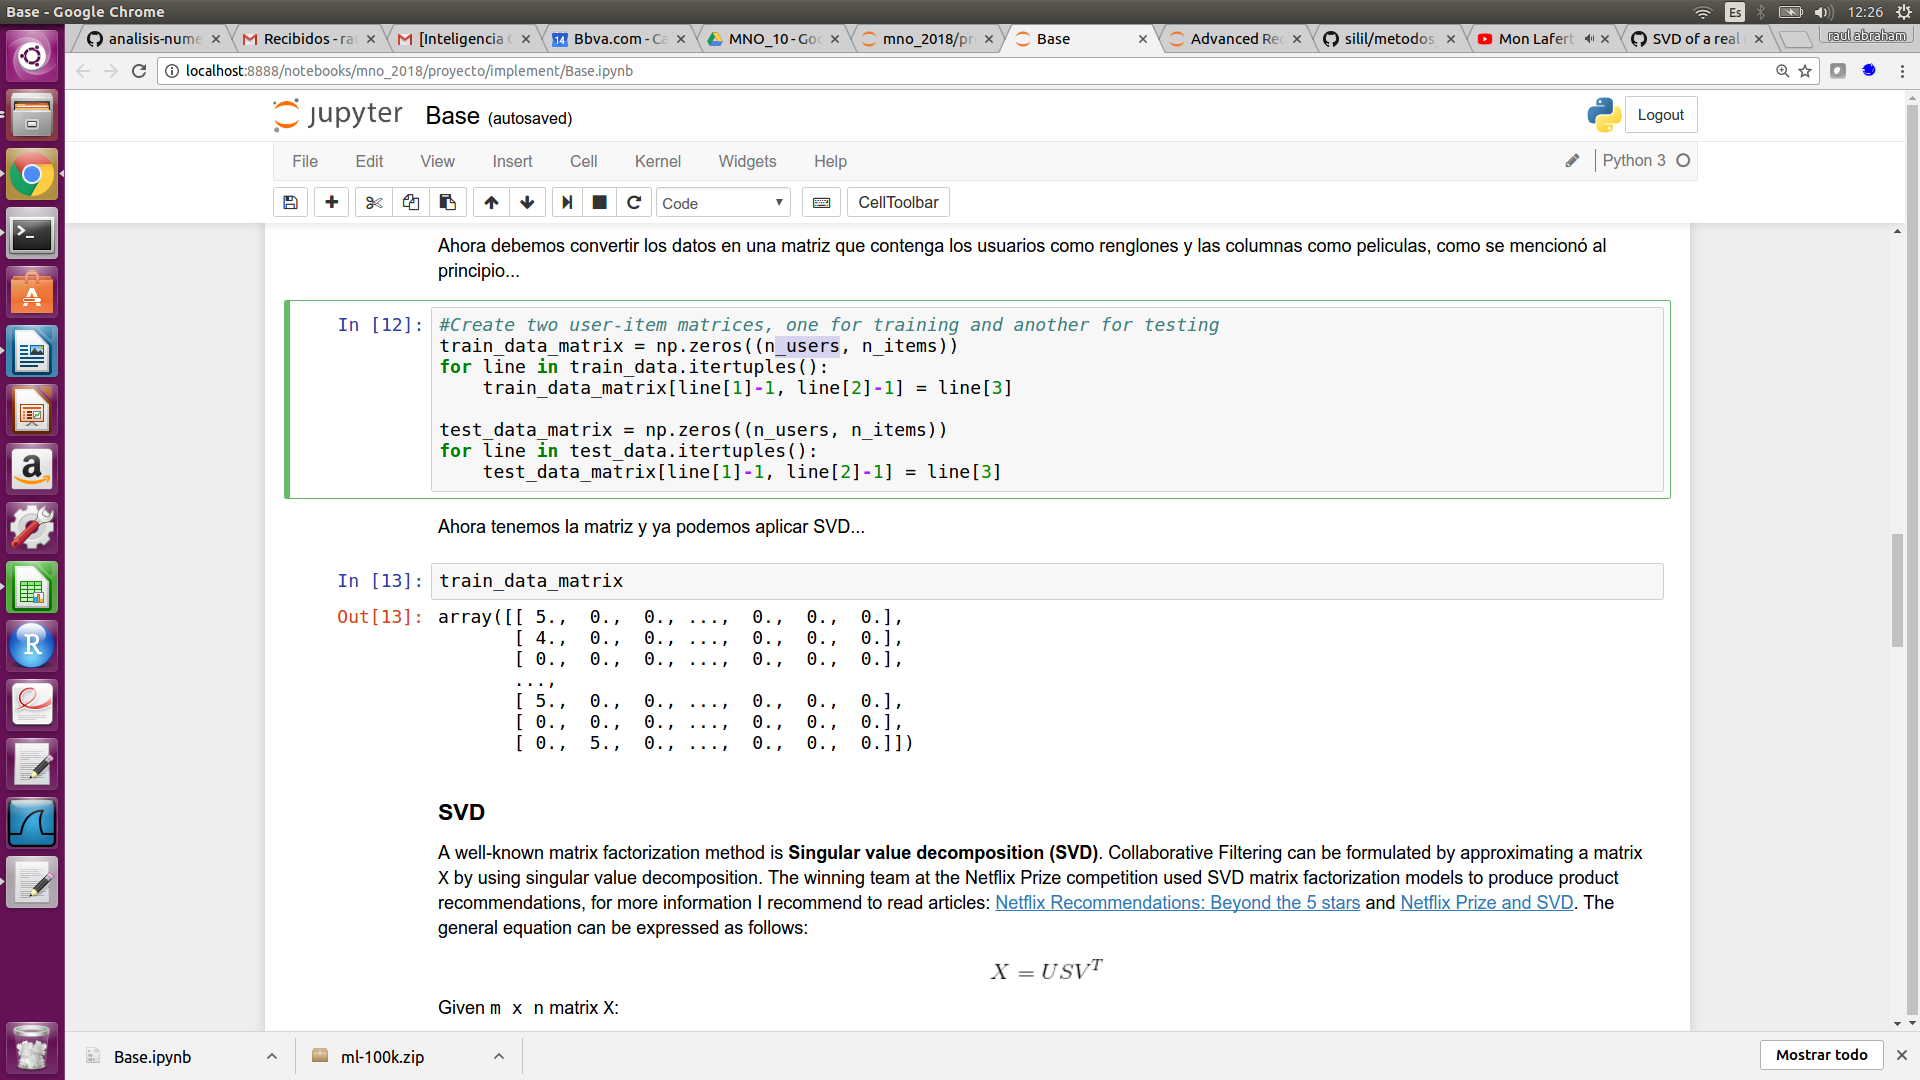 Base - Google Chrome
Es
12:26
analisis-nume
Recibidos - rau
[Inteligencia
Bbva.com - Ca
MNO_10 - Goo
mno_2018/pr
Base
Advanced Rec
silil/metodos
Mon Lafert
SVD of a real
raul abraham
localhost:8888/notebooks/mno_2018/proyecto/implement/Base.ipynb
jupyter Base (autosaved)
Logout
File Edit View Insert Cell Kernel Widgets Help
Python 3
Code
CellToolbar
Ahora debemos convertir los datos en una matriz que contenga los usuarios como renglones y las columnas como peliculas, como se mencionó al
principio...
In [12]: #Create two user-item matrices, one for training and another for testing
train_data_matrix = np.zeros((n_users, n_items))
for line in train_data.itertuples():
    train_data_matrix[line[1]-1, line[2]-1] = line[3]
test_data_matrix = np.zeros((n_users, n_items))
for line in test_data.itertuples():
    test_data_matrix[line[1]-1, line[2]-1] = line[3]
Ahora tenemos la matriz y ya podemos aplicar SVD...
In [13]: train_data_matrix
Out[13]: array([[ 5., 0., 0., ..., 0., 0., 0.],
[ 4., 0., 0., ..., 0., 0., 0.],
[ 0., 0., 0., ..., 0., 0., 0.],
...,
[ 5., 0., 0., ..., 0., 0., 0.],
[ 0., 0., 0., ..., 0., 0., 0.],
[ 0., 5., 0., ..., 0., 0., 0.]])
SVD
A well-known matrix factorization method is Singular value decomposition (SVD). Collaborative Filtering can be formulated by approximating a matrix
X by using singular value decomposition. The winning team at the Netflix Prize competition used SVD matrix factorization models to produce product
recommendations, for more information I recommend to read articles: Netflix Recommendations: Beyond the 5 stars and Netflix Prize and SVD. The
general equation can be expressed as follows:
X = USV^T
Given m x n matrix X:
Base.ipynb
ml-100k.zip
Mostrar todo